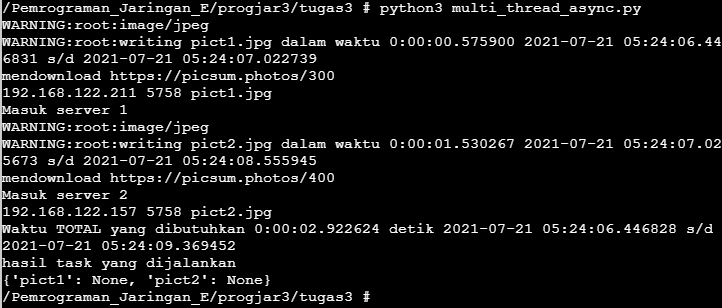 /Pemrograman_Jaringan_E/progjar3/tugas3 # python3 multi_thread_async.py
WARNING:root:image/jpeg
WARNING:root:writing pict1.jpg dalam waktu 0:00:00.575900 2021-07-21 05:24:06.44
6831 s/d 2021-07-21 05:24:07.022739
mendownload https://picsum.photos/300
192.168.122.211 5758 pict1.jpg
Masuk server 1
WARNING:root:image/jpeg
WARNING:root:writing pict2.jpg dalam waktu 0:00:01.530267 2021-07-21 05:24:07.02
5673 s/d 2021-07-21 05:24:08.555945
mendownload https://picsum.photos/400
Masuk server 2
192.168.122.157 5758 pict2.jpg
Waktu TOTAL yang dibutuhkan 0:00:02.922624 detik 2021-07-21 05:24:06.446828 s/d
2021-07-21 05:24:09.369452
hasil task yang dijalankan
{'pict1': None, 'pict2': None}
/Pemrograman_Jaringan_E/progjar3/tugas3 #